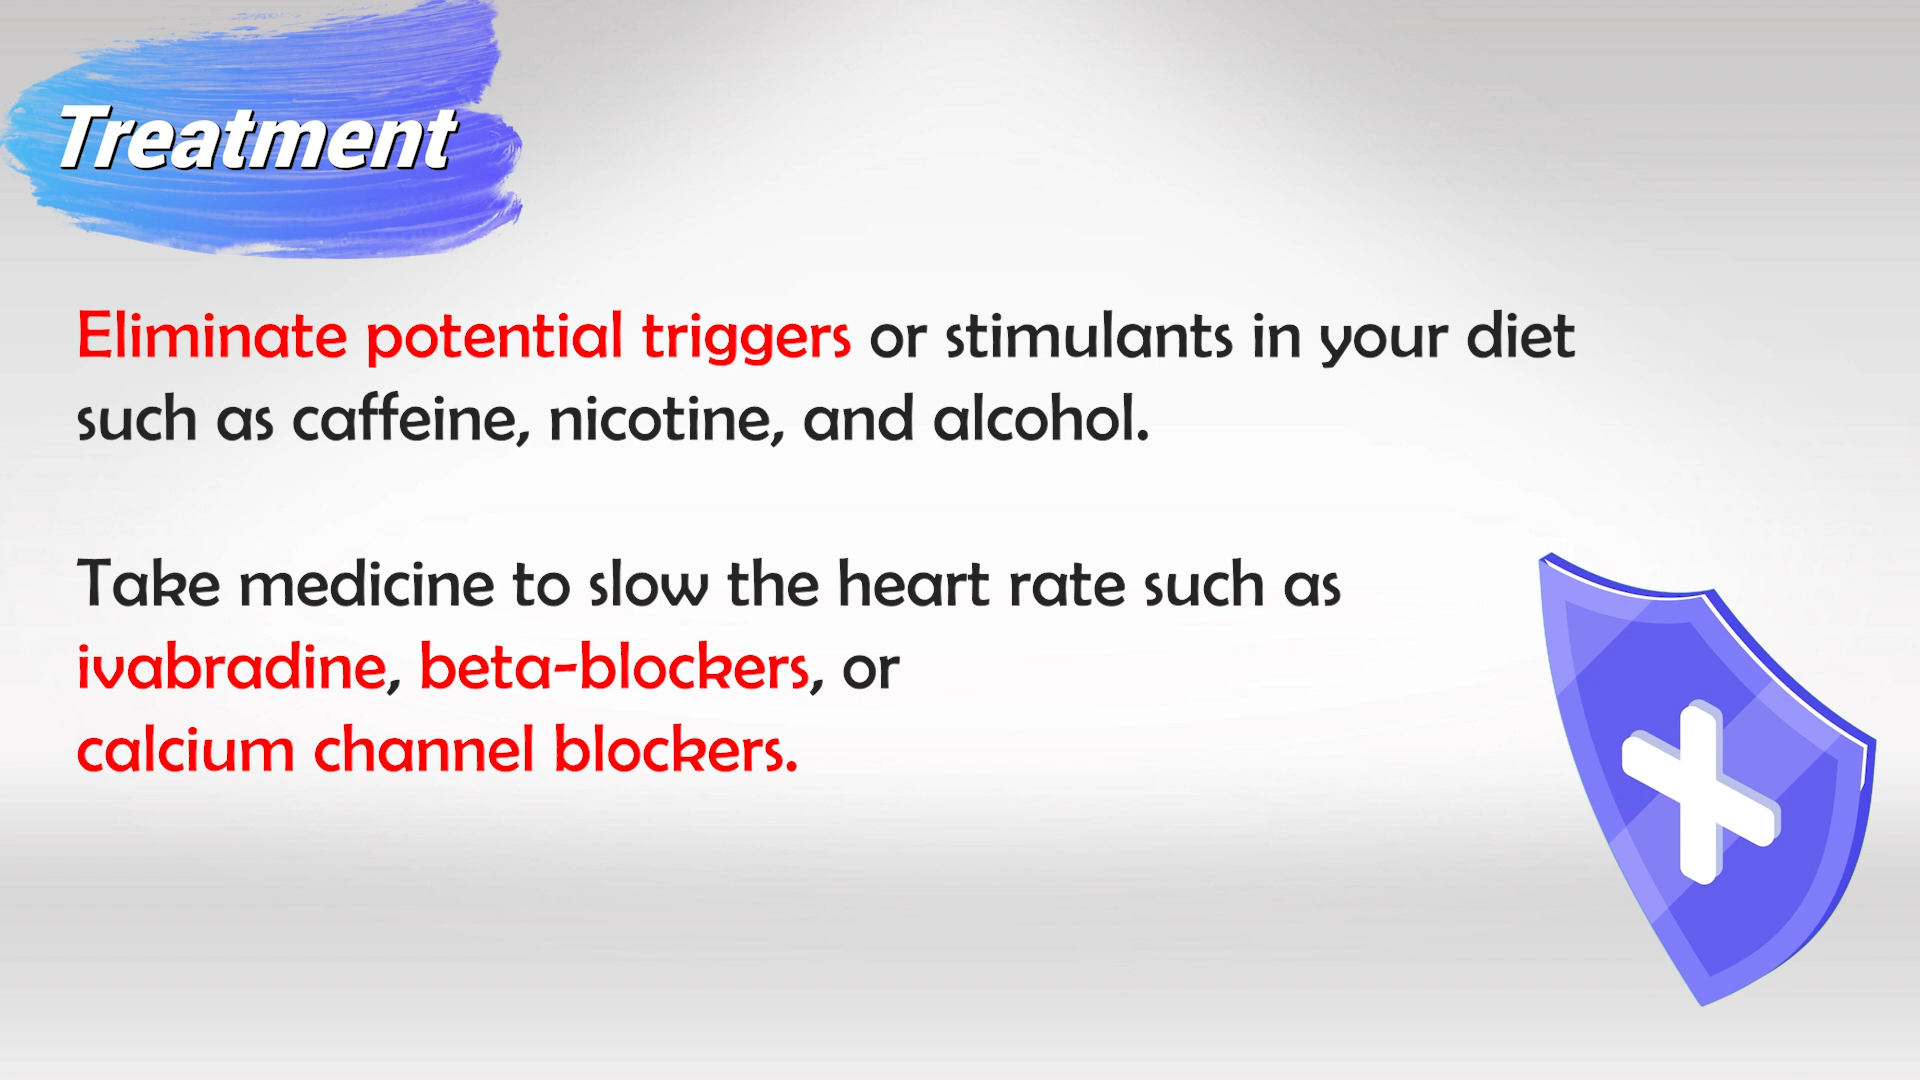 Treatment
Eliminate potential triggers or stimulants in your diet
such as caffeine, nicotine, and alcohol.
Take medicine to slow the heart rate such as
ivabradine, beta-blockers, or
calcium channel blockers.